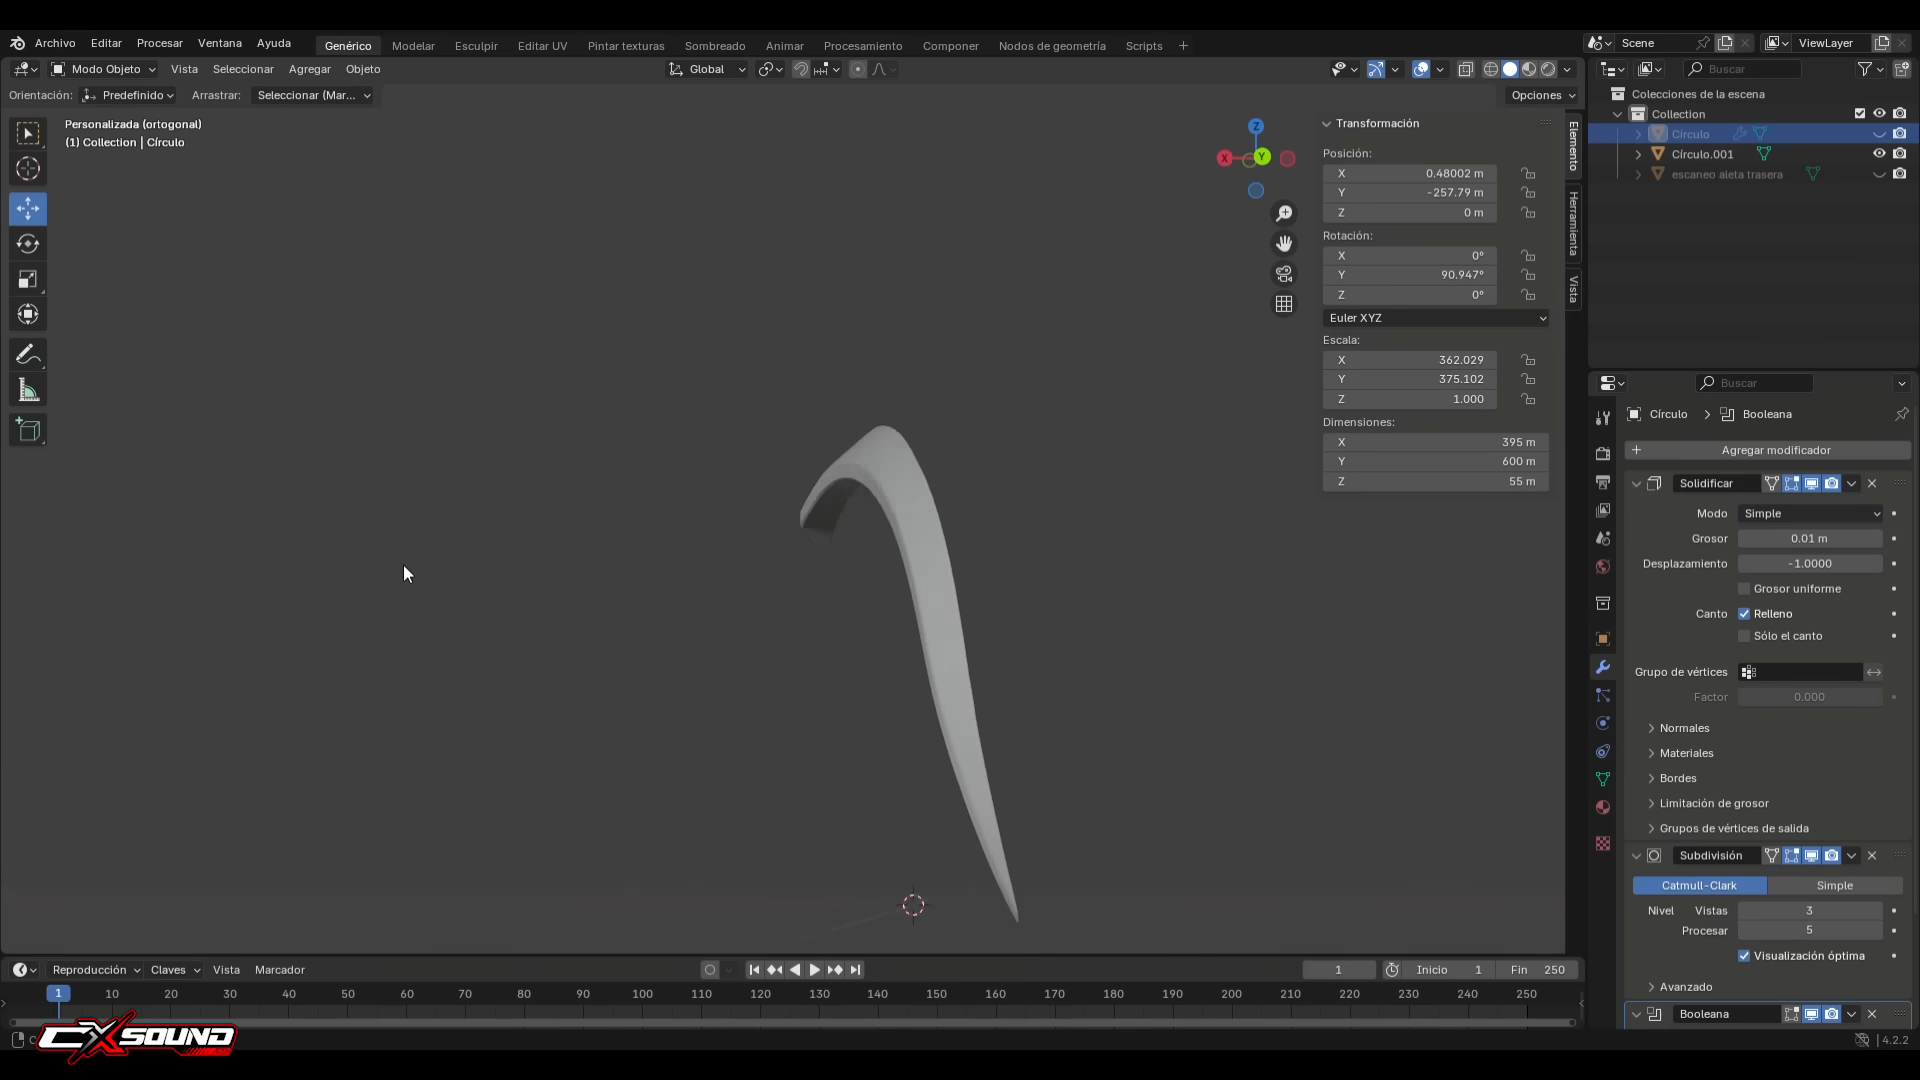 Archivo Editar Procesar Ventana Ayuda Genérico Modelar Esculpir Editar UV Pintar texturas Sombreado Animar Procesamiento Componer Nodos de geometría Scripts + Scene ViewLayer
Modo Objeto Vista Seleccionar Agregar Objeto Global Buscar
Orientación: Predefinido Arrastrar: Seleccionar (Mar... Opciones
Colecciones de la escena
Collection
Círculo
Círculo.001
escaneo aleta trasera
Personalizada (ortogonal)
(1) Collection | Círculo
Z
X
Y
Transformación
Posición:
X 0.48002 m
Y -257.79 m
Z 0 m
Rotación:
X 0°
Y 90.947°
Z 0°
Euler XYZ
Escala:
X 362.029
Y 375.102
Z 1.000
Dimensiones:
X 395 m
Y 600 m
Z 55 m
Elemento
Herramienta
Vista
Buscar
Círculo > Booleana
+ Agregar modificador
Solidificar
Modo Simple
Grosor 0.01 m
Desplazamiento -1.0000
Grosor uniforme
Canto Relleno
Sólo el canto
Grupo de vértices
Factor 0.000
Normales
Materiales
Bordes
Limitación de grosor
Grupos de vértices de salida
Subdivisión
Catmull-Clark Simple
Nivel Vistas 3
Procesar 5
Visualización óptima
Avanzado
Booleana
Reproducción Claves Vista Marcador 1 Inicio 1 Fin 250
1 10 20 30 40 50 60 70 80 90 100 110 120 130 140 150 160 170 180 190 200 210 220 230 240 250
CXSOUND
4.2.2